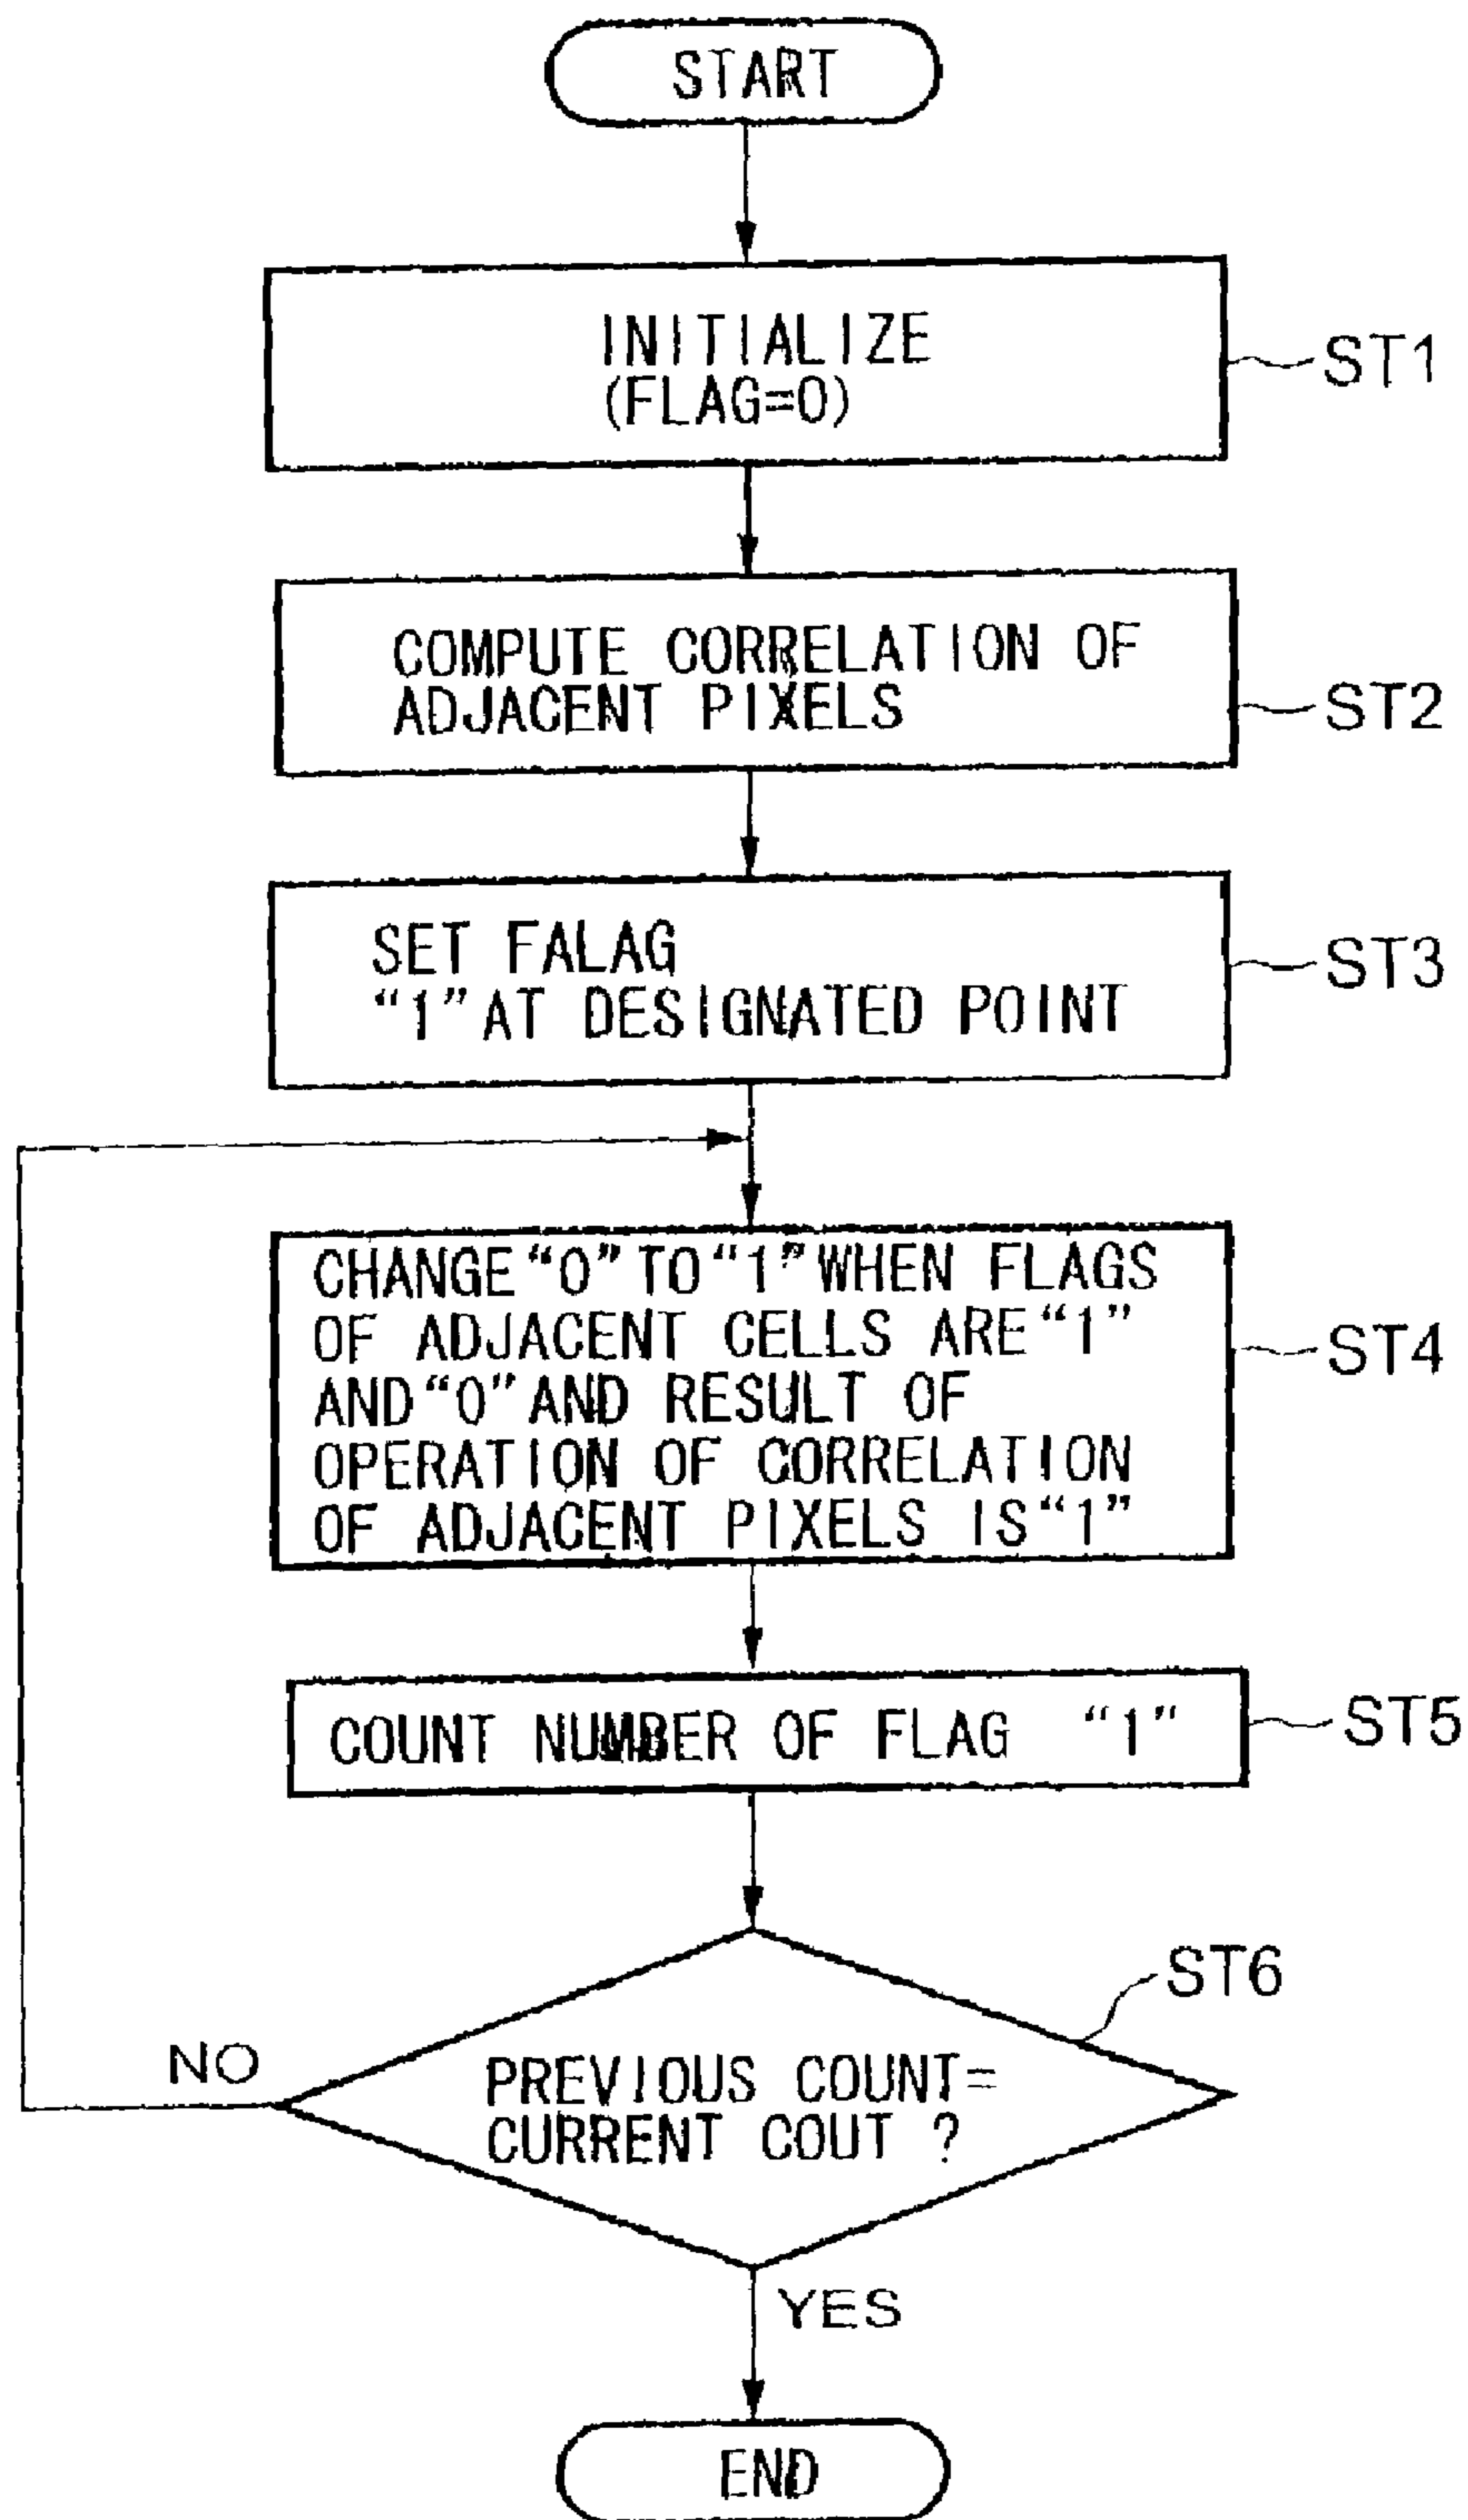 START
INITIALIZE
(FLAG=0)
ST1
COMPUTE CORRELATION OF
ADJACENT PIXELS
ST2
SET FALAG
“1” AT DESIGNATED POINT
ST3
CHANGE “0” TO “1” WHEN FLAGS
OF ADJACENT CELLS ARE “1”
AND “0” AND RESULT OF
OPERATION OF CORRELATION
OF ADJACENT PIXELS IS “1”
ST4
COUNT NUMBER OF FLAG “1”
ST5
ST6
NO
PREVIOUS COUNT=
CURRENT COUT ?
YES
END